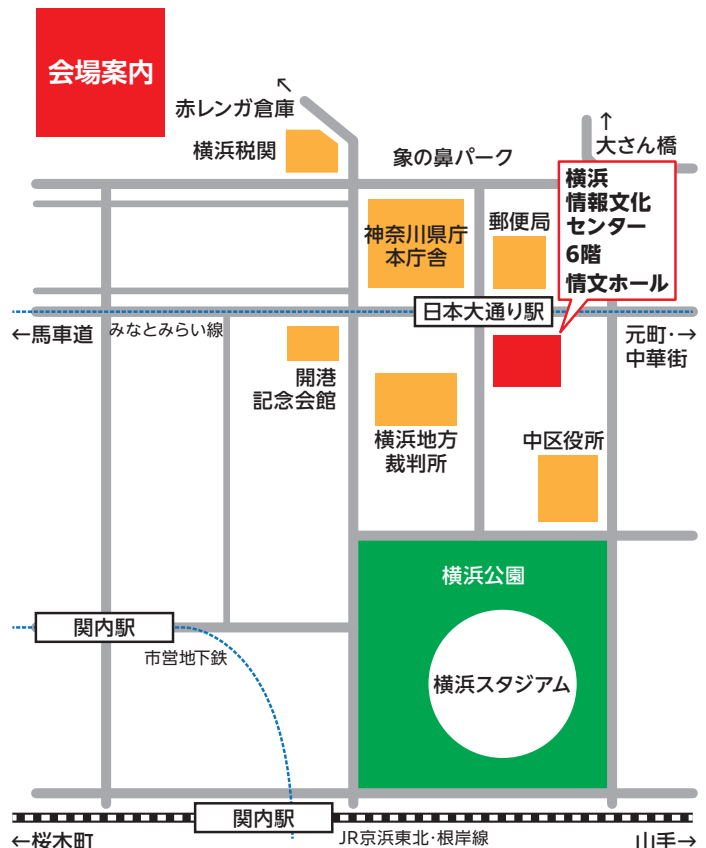 会場案内
↖
赤レンガ倉庫
横浜税関
象の鼻パーク
↑
大さん橋
横浜
情報文化
センター
6階
情文ホール
神奈川県庁
本庁舎
郵便局
日本大通り駅
←馬車道
みなとみらい線
元町・→
中華街
開港
記念会館
横浜地方
裁判所
中区役所
横浜公園
関内駅
市営地下鉄
横浜スタジアム
関内駅
←桜木町
JR京浜東北・根岸線
山手→